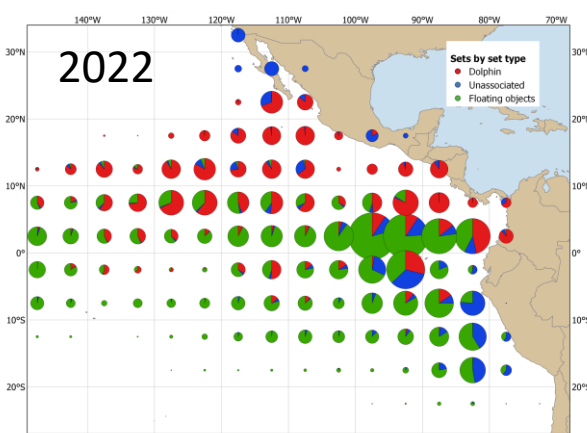 140°W 130°W 120°W 110°W 100°W 90°W 80°W 70°W
30°N
2022
Sets by set type
Dolphin
Unassociated
Floating objects
20°N
10°N
0°
10°S
20°S